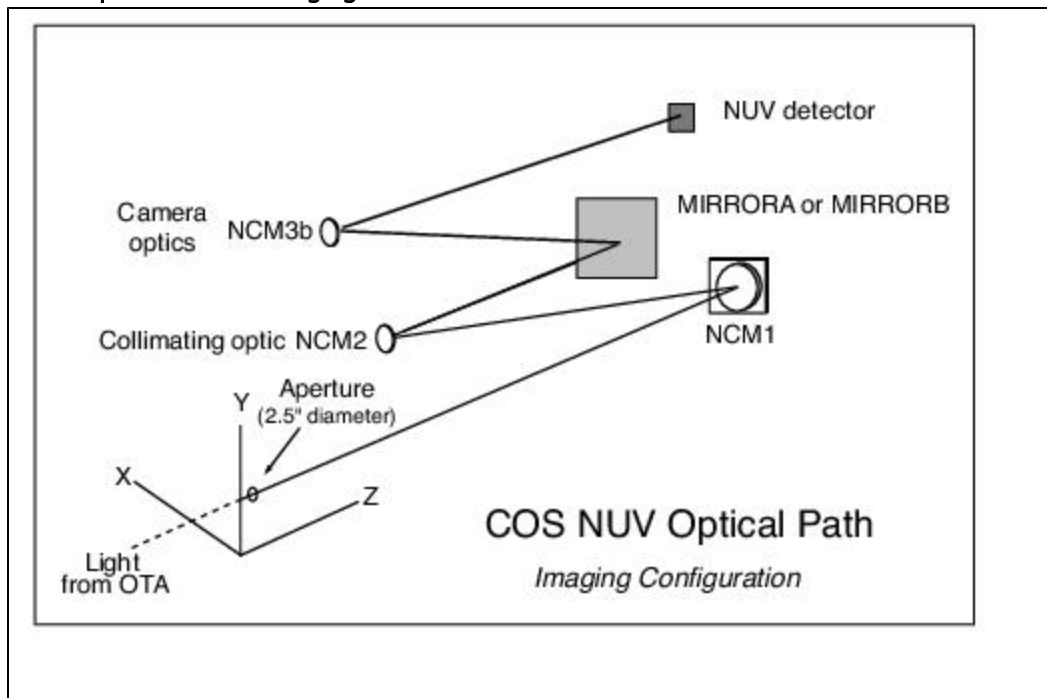 NUV detector
MIRRORA or MIRRORB
Camera
optics
NCM3b
NCM1
Collimating optic NCM2
Aperture
(2.5" diameter)
Y
X
Z
Light
from OTA
COS NUV Optical Path
Imaging Configuration